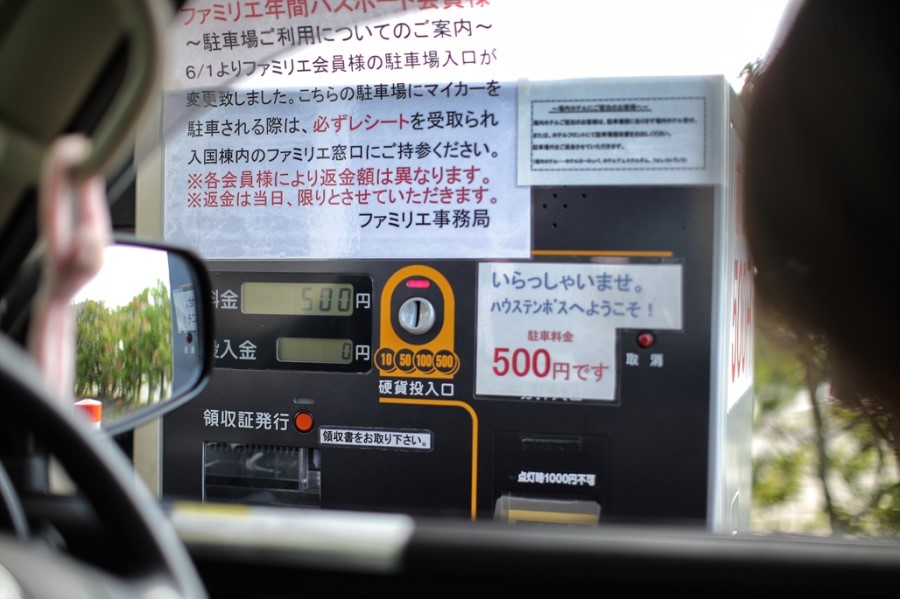 ファミリエ年間パスポート会員様
～駐車場ご利用についてのご案内～
6/1よりファミリエ会員様の駐車場入口が
変更致しました。こちらの駐車場にマイカーを
駐車される際は、必ずレシートを受取られ
入国棟内のファミリエ窓口にご持参ください。
※各会員様により返金額は異なります。
※返金は当日、限りとさせていただきます。
ファミリエ事務局
料金 500円
投入金 0円
10 50 100 500
硬貨投入口
領収証発行
領収書をお取り下さい。
いらっしゃいませ。
ハウステンボスへようこそ!
駐車料金
500円です
取消
点灯時1000円不可